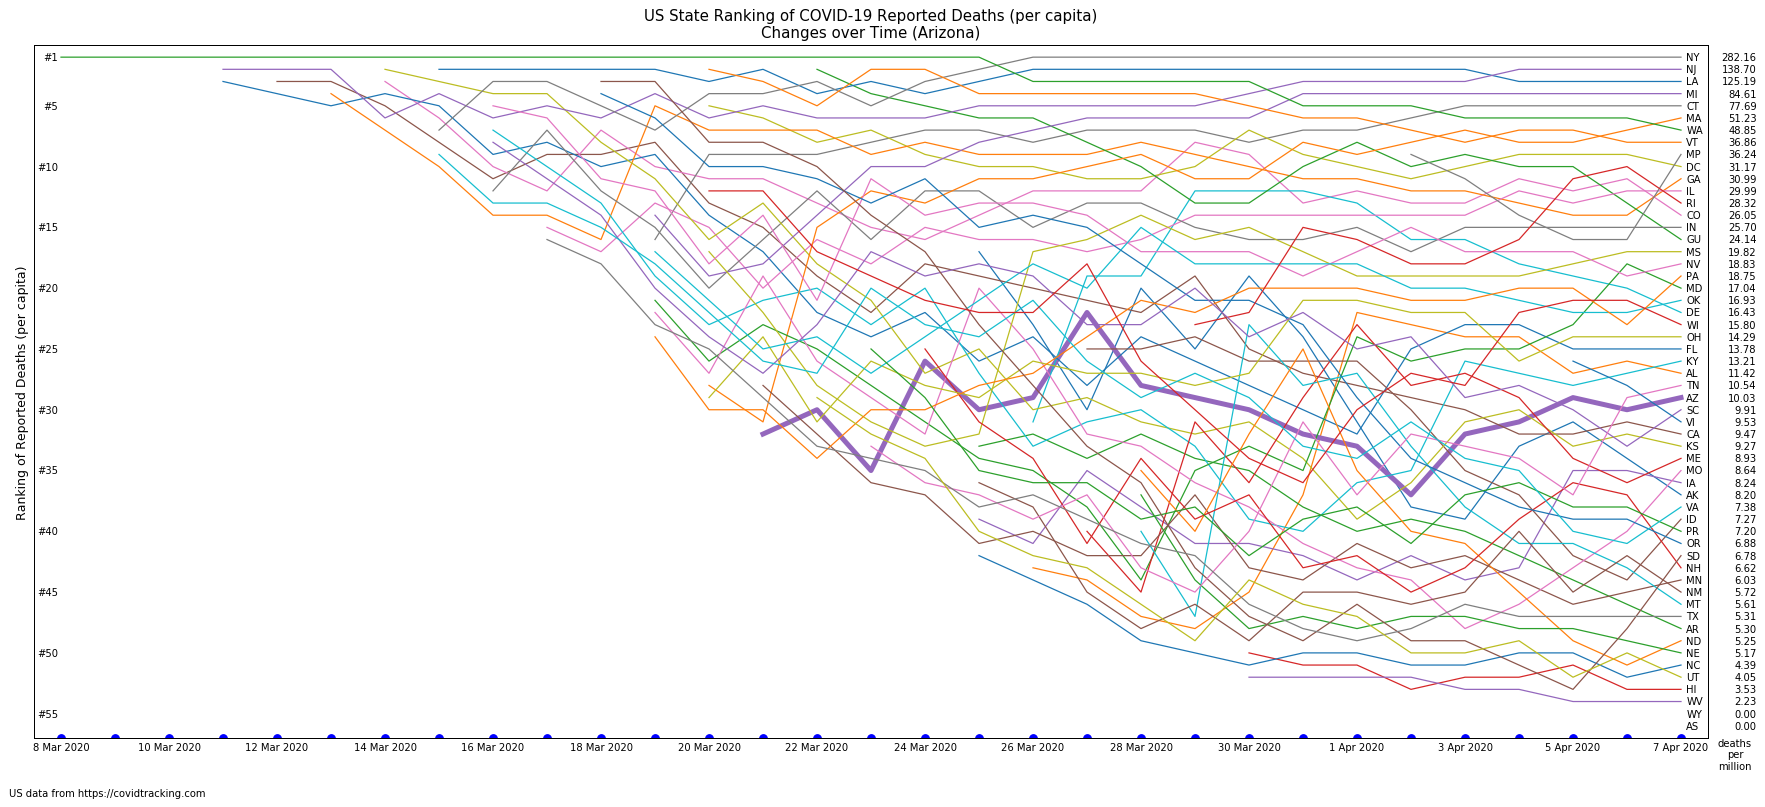 US State Ranking of COVID-19 Reported Deaths (per capita)
Changes over Time (Arizona)
Ranking of Reported Deaths (per capita)
#1
#5
#10
#15
#20
#25
#30
#35
#40
#45
#50
#55
NY 282.16
NJ 138.70
LA 125.19
MI 84.61
CT 77.69
MA 51.23
WA 48.85
VT 36.86
MP 36.24
DC 31.17
GA 30.99
IL 29.99
RI 28.32
CO 26.05
IN 25.70
GU 24.14
MS 19.82
NV 18.83
PA 18.75
MD 17.04
OK 16.93
DE 16.43
WI 15.80
OH 14.29
FL 13.78
KY 13.21
AL 11.42
TN 10.54
AZ 10.03
SC 9.91
VI 9.53
CA 9.47
KS 9.27
ME 8.93
MO 8.64
IA 8.24
AK 8.20
VA 7.38
ID 7.27
PR 7.20
OR 6.88
SD 6.78
NH 6.62
MN 6.03
NM 5.72
MT 5.61
TX 5.31
AR 5.30
ND 5.25
NE 5.17
NC 4.39
UT 4.05
HI 3.53
WV 2.23
WY 0.00
AS 0.00
8 Mar 2020 10 Mar 2020 12 Mar 2020 14 Mar 2020 16 Mar 2020 18 Mar 2020 20 Mar 2020 22 Mar 2020 24 Mar 2020 26 Mar 2020 28 Mar 2020 30 Mar 2020 1 Apr 2020 3 Apr 2020 5 Apr 2020 7 Apr 2020
deaths
per
million
US data from https://covidtracking.com